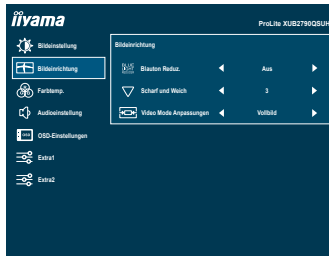 iiyama
ProLite XUB2790QSUH
Bildeinstellung
Bildeinrichtung
Farbtemp.
Audioeinstellung
OSD-Einstellungen
Extra1
Extra2
Bildeinrichtung
Blauton Reduz. Aus
Scharf und Weich 3
Video Mode Anpassungen Vollbild